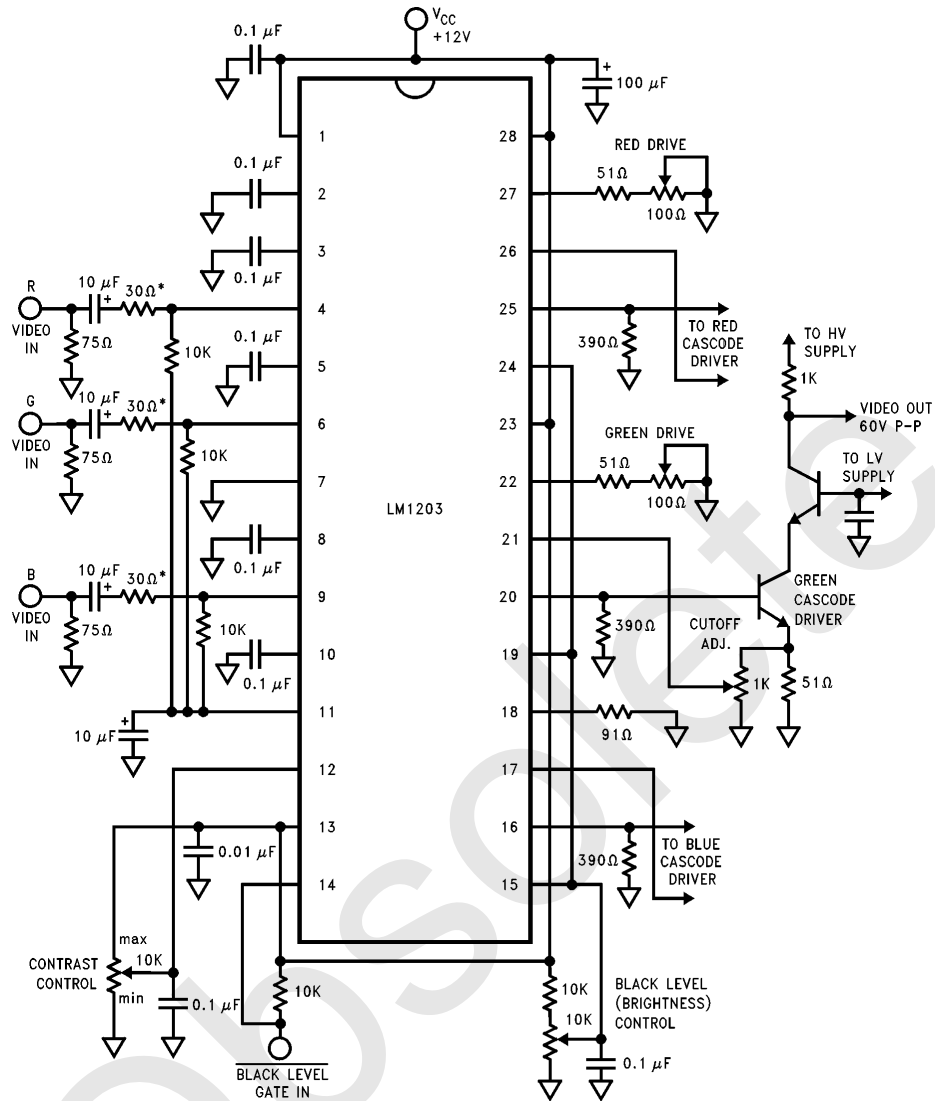 V_CC
+12V
0.1 µF
+
100 µF
1
28
RED DRIVE
0.1 µF
51Ω
2
27
100Ω
3
26
0.1 µF
R
VIDEO
IN
10 µF
+
30Ω*
4
25
75Ω
10K
0.1 µF
5
24
390Ω
TO RED
CASCODE
DRIVER
TO HV
SUPPLY
1K
G
VIDEO
IN
10 µF
+
30Ω*
6
23
VIDEO OUT
60V P-P
75Ω
10K
GREEN DRIVE
51Ω
TO LV
SUPPLY
7
LM1203
22
100Ω
8
21
0.1 µF
B
VIDEO
IN
10 µF
+
30Ω*
9
20
GREEN
CASCODE
DRIVER
75Ω
10K
390Ω
CUTOFF
ADJ.
10
19
0.1 µF
1K
51Ω
+
10 µF
11
18
91Ω
12
17
13
16
TO BLUE
CASCODE
DRIVER
0.01 µF
390Ω
14
15
CONTRAST
CONTROL
max
10K
min
0.1 µF
10K
10K
10K
BLACK LEVEL
(BRIGHTNESS)
CONTROL
0.1 µF
BLACK LEVEL
GATE IN
Obsolete